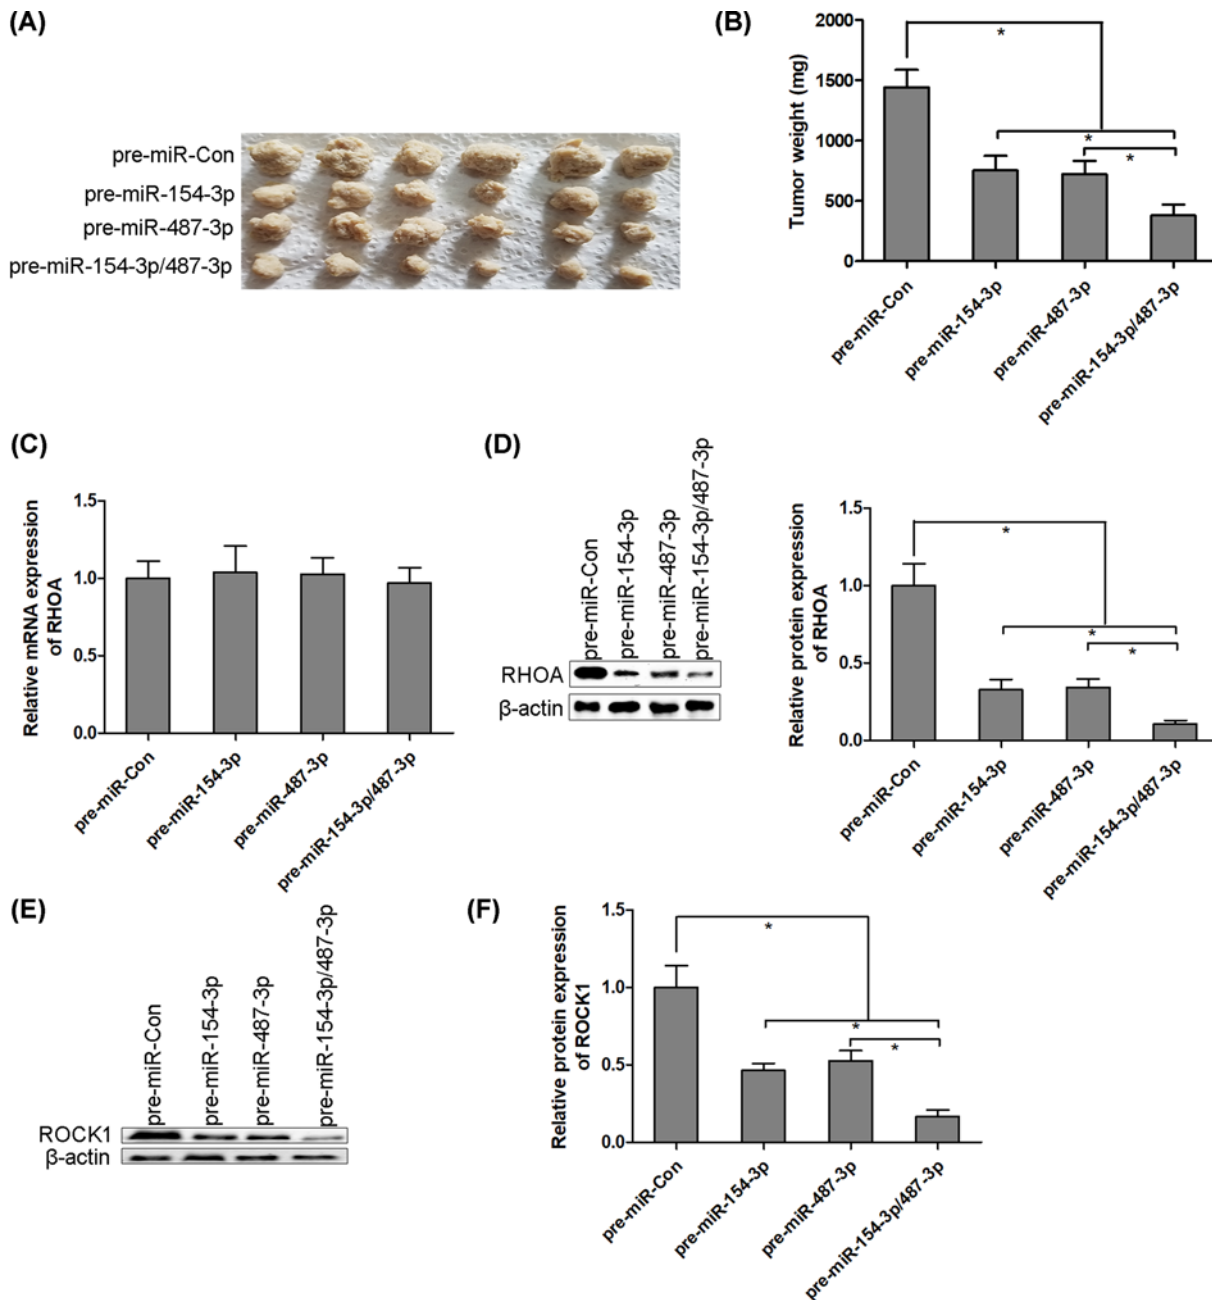 (A)
pre-miR-Con
pre-miR-154-3p
pre-miR-487-3p
pre-miR-154-3p/487-3p
(B)
Tumor weight (mg)
2000
1500
1000
500
0
*
*
*
pre-miR-Con
pre-miR-154-3p
pre-miR-487-3p
pre-miR-154-3p/487-3p
(C)
Relative mRNA expression
of RHOA
1.5
1.0
0.5
0.0
pre-miR-Con
pre-miR-154-3p
pre-miR-487-3p
pre-miR-154-3p/487-3p
(D)
pre-miR-Con
pre-miR-154-3p
pre-miR-487-3p
pre-miR-154-3p/487-3p
RHOA
β-actin
Relative protein expression
of RHOA
1.5
1.0
0.5
0.0
*
*
*
pre-miR-Con
pre-miR-154-3p
pre-miR-487-3p
pre-miR-154-3p/487-3p
(E)
pre-miR-Con
pre-miR-154-3p
pre-miR-487-3p
pre-miR-154-3p/487-3p
ROCK1
β-actin
(F)
Relative protein expression
of ROCK1
1.5
1.0
0.5
0.0
*
*
*
pre-miR-Con
pre-miR-154-3p
pre-miR-487-3p
pre-miR-154-3p/487-3p